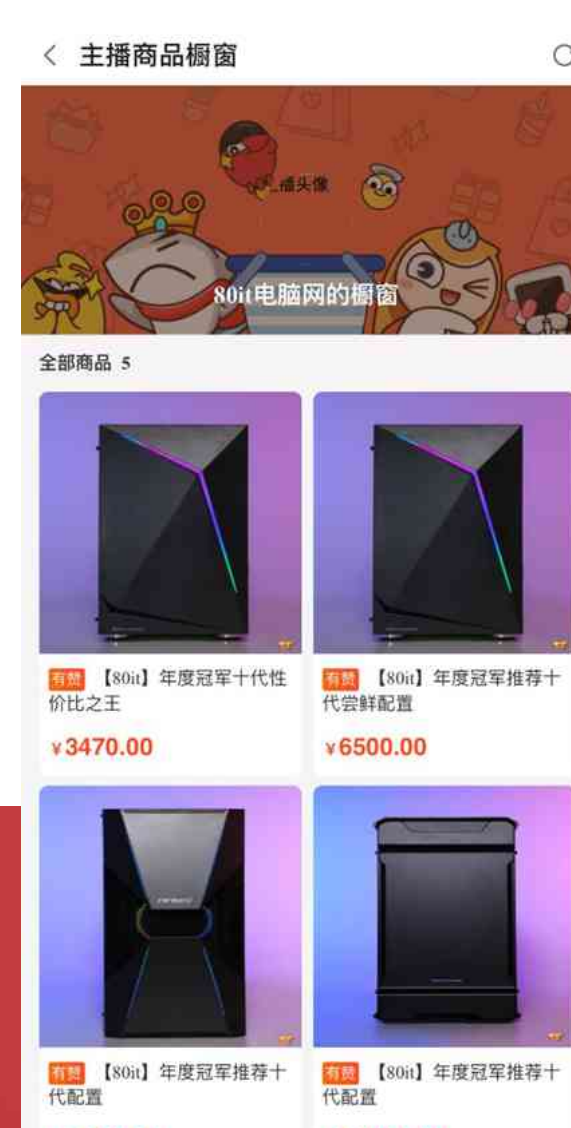 主播商品橱窗
播头像
80it电脑网的橱窗
全部商品 5
有赞 【80it】年度冠军十代性
价比之王
¥3470.00
有赞 【80it】年度冠军推荐十
代尝鲜配置
¥6500.00
有赞 【80it】年度冠军推荐十
代配置
有赞 【80it】年度冠军推荐十
代配置